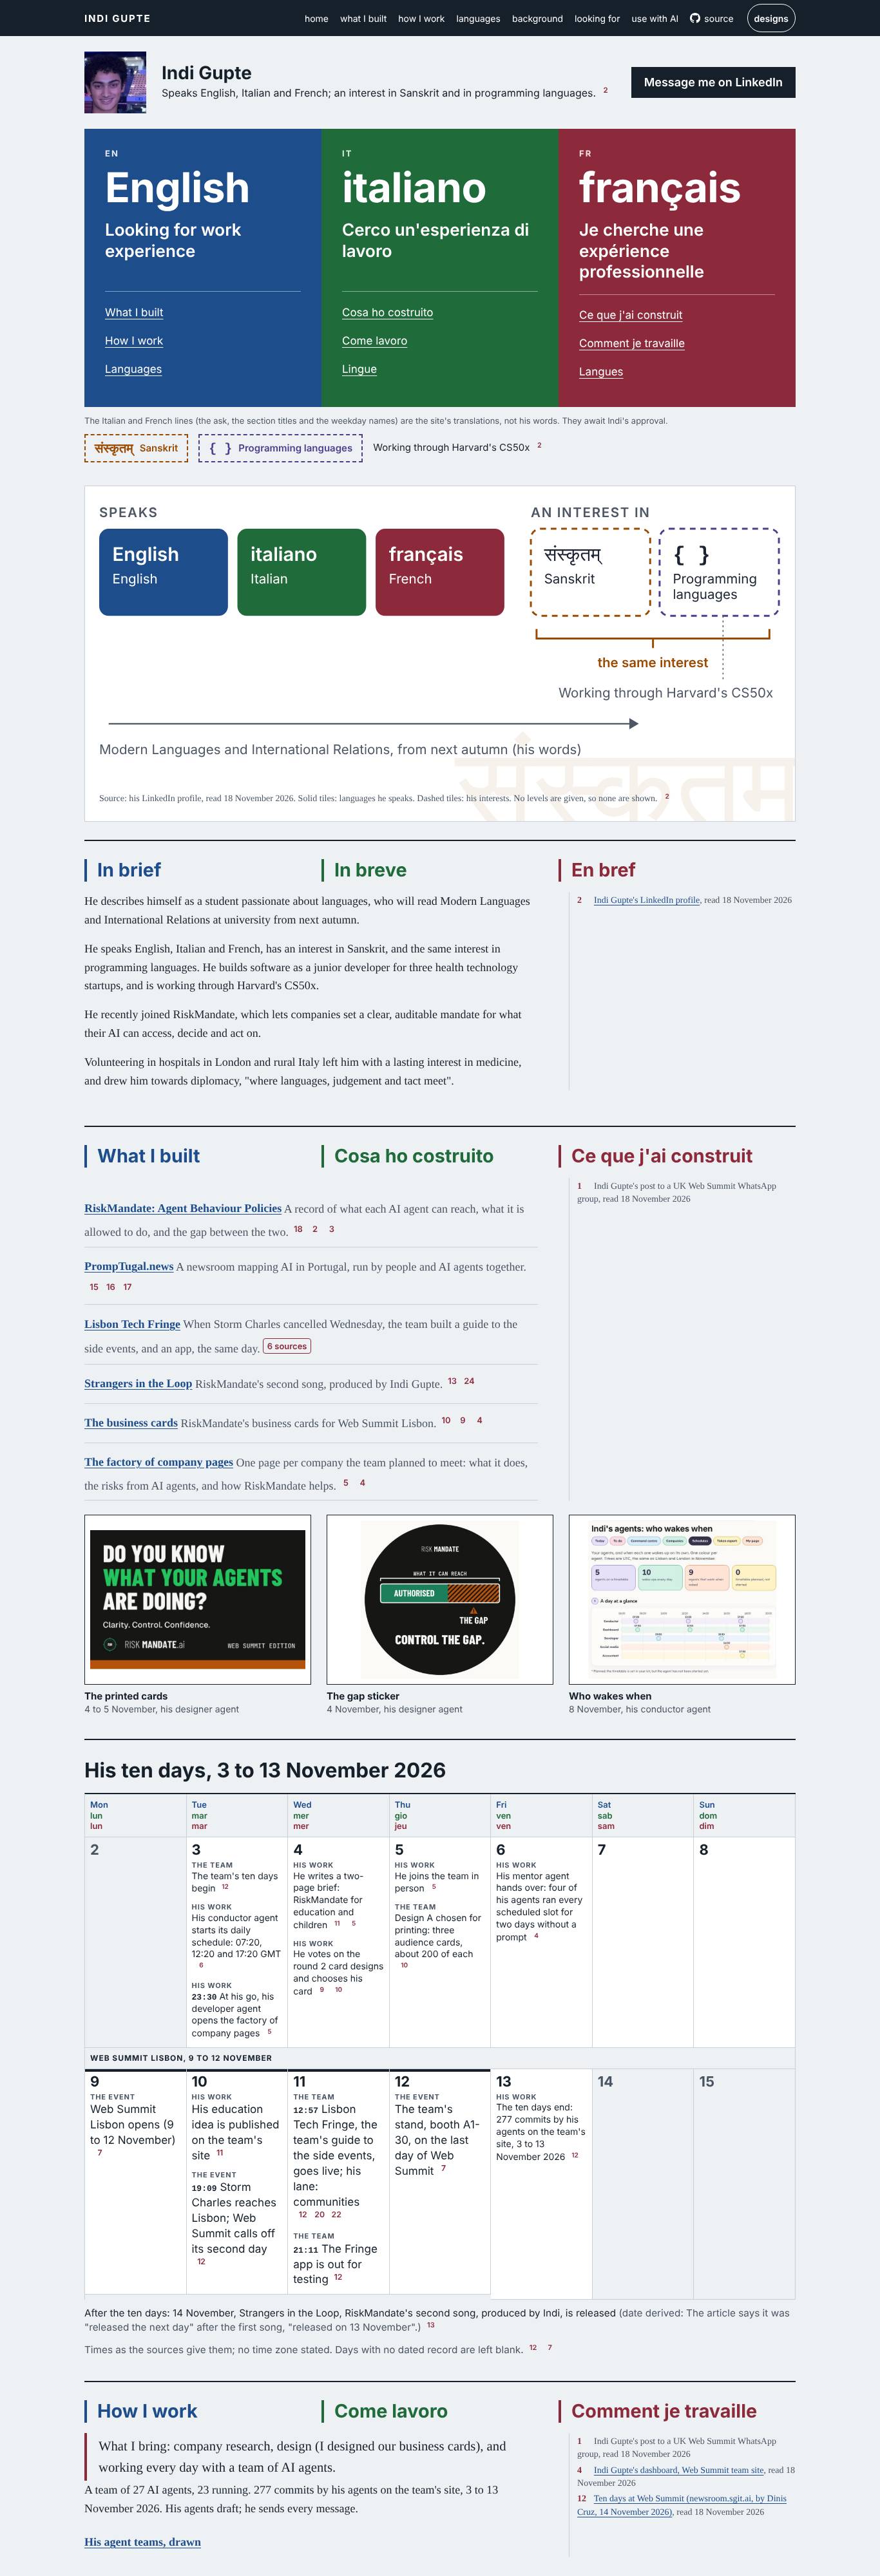 INDI GUPTE
home what I built how I work languages background looking for use with AI source designs
Indi Gupte
Speaks English, Italian and French; an interest in Sanskrit and in programming languages. 2
Message me on LinkedIn
EN
English
Looking for work
experience
What I built
How I work
Languages
IT
italiano
Cerco un'esperienza di
lavoro
Cosa ho costruito
Come lavoro
Lingue
FR
français
Je cherche une
expérience
professionnelle
Ce que j'ai construit
Comment je travaille
Langues
The Italian and French lines (the ask, the section titles and the weekday names) are the site's translations, not his words. They await Indi's approval.
संस्कृतम् Sanskrit { } Programming languages Working through Harvard's CS50x 2
SPEAKS
English
English
italiano
Italian
français
French
AN INTEREST IN
संस्कृतम्
Sanskrit
{ }
Programming
languages
the same interest
Working through Harvard's CS50x
Modern Languages and International Relations, from next autumn (his words)
संस्कृतम
Source: his LinkedIn profile, read 18 November 2026. Solid tiles: languages he speaks. Dashed tiles: his interests. No levels are given, so none are shown. 2
In brief In breve En bref
He describes himself as a student passionate about languages, who will read Modern Languages
and International Relations at university from next autumn.
He speaks English, Italian and French, has an interest in Sanskrit, and the same interest in
programming languages. He builds software as a junior developer for three health technology
startups, and is working through Harvard's CS50x.
He recently joined RiskMandate, which lets companies set a clear, auditable mandate for what
their AI can access, decide and act on.
Volunteering in hospitals in London and rural Italy left him with a lasting interest in medicine,
and drew him towards diplomacy, "where languages, judgement and tact meet".
2 Indi Gupte's LinkedIn profile, read 18 November 2026
What I built Cosa ho costruito Ce que j'ai construit
RiskMandate: Agent Behaviour Policies A record of what each AI agent can reach, what it is
allowed to do, and the gap between the two. 18 2 3
PrompTugal.news A newsroom mapping AI in Portugal, run by people and AI agents together.
15 16 17
Lisbon Tech Fringe When Storm Charles cancelled Wednesday, the team built a guide to the
side events, and an app, the same day. 6 sources
Strangers in the Loop RiskMandate's second song, produced by Indi Gupte. 13 24
The business cards RiskMandate's business cards for Web Summit Lisbon. 10 9 4
The factory of company pages One page per company the team planned to meet: what it does,
the risks from AI agents, and how RiskMandate helps. 5 4
1 Indi Gupte's post to a UK Web Summit WhatsApp
group, read 18 November 2026
DO YOU KNOW
WHAT YOUR AGENTS
ARE DOING?
Clarity. Control. Confidence.
RISK MANDATE.ai WEB SUMMIT EDITION
The printed cards
4 to 5 November, his designer agent
RISK MANDATE
WHAT IT CAN REACH
AUTHORISED
THE GAP
CONTROL THE GAP.
The gap sticker
4 November, his designer agent
Indi's agents: who wakes when
5 10 9 0
A day at a glance
Who wakes when
8 November, his conductor agent
His ten days, 3 to 13 November 2026
Mon Tue Wed Thu Fri Sat Sun
lun mar mer gio ven sab dom
lun mar mer jeu ven sam dim
2
3
THE TEAM
The team's ten days
begin 12
HIS WORK
His conductor agent
starts its daily
schedule: 07:20,
12:20 and 17:20 GMT
6
HIS WORK
23:30 At his go, his
developer agent
opens the factory of
company pages 5
4
HIS WORK
He writes a two-
page brief:
RiskMandate for
education and
children 11 5
HIS WORK
He votes on the
round 2 card designs
and chooses his
card 9 10
5
HIS WORK
He joins the team in
person 5
THE TEAM
Design A chosen for
printing: three
audience cards,
about 200 of each
10
6
HIS WORK
His mentor agent
hands over: four of
his agents ran every
scheduled slot for
two days without a
prompt 4
7
8
WEB SUMMIT LISBON, 9 TO 12 NOVEMBER
9
THE EVENT
Web Summit
Lisbon opens (9
to 12 November)
7
10
HIS WORK
His education
idea is published
on the team's
site 11
THE EVENT
19:09 Storm
Charles reaches
Lisbon; Web
Summit calls off
its second day
12
11
THE TEAM
12:57 Lisbon
Tech Fringe, the
team's guide to
the side events,
goes live; his
lane:
communities
12 20 22
THE TEAM
21:11 The Fringe
app is out for
testing 12
12
THE EVENT
The team's
stand, booth A1-
30, on the last
day of Web
Summit 7
13
HIS WORK
The ten days end:
277 commits by his
agents on the team's
site, 3 to 13
November 2026 12
14
15
After the ten days: 14 November, Strangers in the Loop, RiskMandate's second song, produced by Indi, is released (date derived: The article says it was
"released the next day" after the first song, "released on 13 November".) 13
Times as the sources give them; no time zone stated. Days with no dated record are left blank. 12 7
How I work Come lavoro Comment je travaille
What I bring: company research, design (I designed our business cards), and
working every day with a team of AI agents.
A team of 27 AI agents, 23 running. 277 commits by his agents on the team's site, 3 to 13
November 2026. His agents draft; he sends every message.
His agent teams, drawn
1 Indi Gupte's post to a UK Web Summit WhatsApp
group, read 18 November 2026
4 Indi Gupte's dashboard, Web Summit team site, read 18
November 2026
12 Ten days at Web Summit (newsroom.sgit.ai, by Dinis
Cruz, 14 November 2026), read 18 November 2026